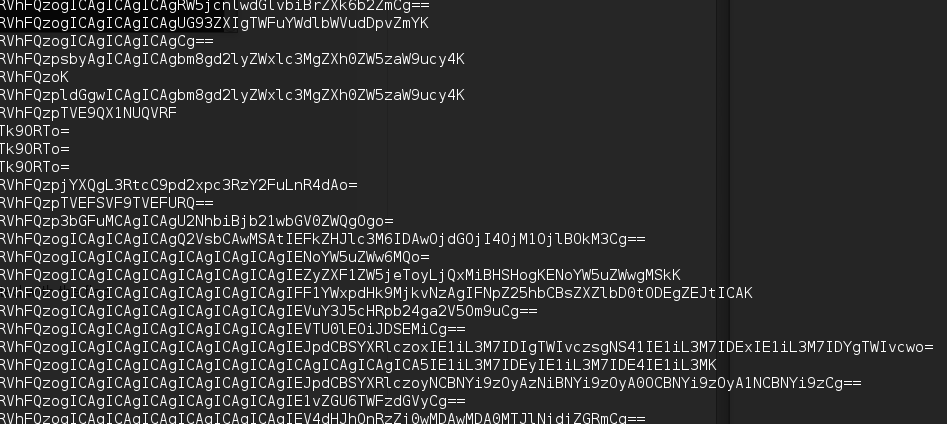 RVhFQzogICAgICAgICAgRW5jcnlwdGlvbiBrZXk6b2ZmCg==
RVhFQzogICAgICAgICAgUG93ZXIgTWFuYWdlbWVudDpvZmYK
RVhFQzogICAgICAgICAgCg==
RVhFQzpsbyAgICAgICAgbm8gd2lyZWxlc3MgZXh0ZW5zaW9ucy4K
RVhFQzoK
RVhFQzpldGgwICAgICAgbm8gd2lyZWxlc3MgZXh0ZW5zaW9ucy4K
RVhFQzpTVE9QX1NUQVRF
Tk9ORTo=
Tk9ORTo=
Tk9ORTo=
RVhFQzpjYXQgL3RtcC9pd2xpc3RzY2FuLnR4dAo=
RVhFQzpTVEFSVF9TVEFURQ==
RVhFQzp3bGFuMCAgICAgU2NhbiBjb21wbGV0ZWQgOgo=
RVhFQzogICAgICAgICAgQ2VsbCAwMSAtIEFkZHJlc3M6IDAwOjdGOjI4OjM1OjlBOkM3Cg==
RVhFQzogICAgICAgICAgICAgICAgICAgIENoYW5uZWw6MQo=
RVhFQzogICAgICAgICAgICAgICAgICAgIEZyZXF1ZW5jeToyLjQxMiBHSHogKENoYW5uZWwgMSkK
RVhFQzogICAgICAgICAgICAgICAgICAgIFF1YWxpdHk9MjkvNzAgIFNpZ25hbCBsZXZlbD0tODEgZEJtICAK
RVhFQzogICAgICAgICAgICAgICAgICAgIEVuY3J5cHRpb24ga2V5Om9uCg==
RVhFQzogICAgICAgICAgICAgICAgICAgIEVTU0lEOiJDSEMiCg==
RVhFQzogICAgICAgICAgICAgICAgICAgIEJpdCBSYXRlczoxIE1iL3M7IDIgTWIvczsgNS41IE1iL3M7IDExIE1iL3M7IDYgTWIvcwo=
RVhFQzogICAgICAgICAgICAgICAgICAgICAgICAgICAgICA5IE1iL3M7IDEyIE1iL3M7IDE4IE1iL3MK
RVhFQzogICAgICAgICAgICAgICAgICAgIEJpdCBSYXRlczoyNCBNYi9zOyAzNiBNYi9zOyA0OCBNYi9zOyA1NCBNYi9zCg==
RVhFQzogICAgICAgICAgICAgICAgICAgIE1vZGU6TWFzdGVyCg==
RVhFQzogICAgICAgICAgICAgICAgICAgIEV4dHJhOnRzZj0wMDAwMDA0MTJlNjdjZGRmCg==